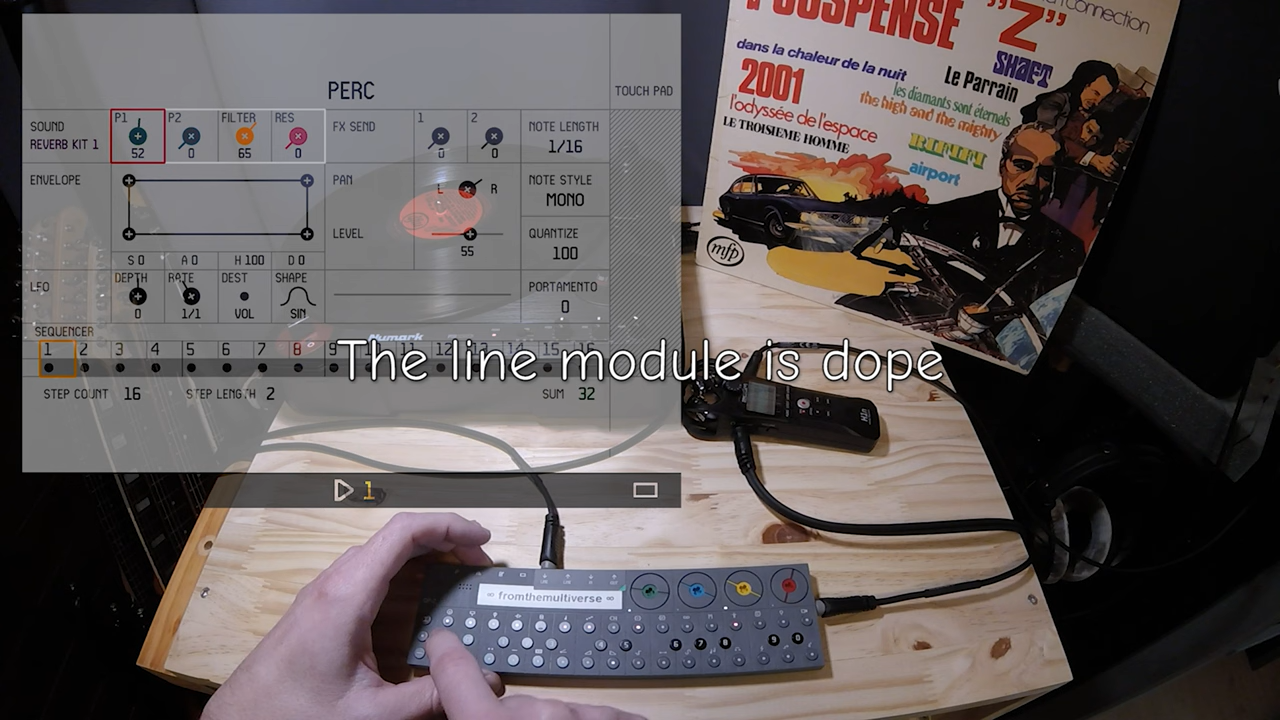 PERC
TOUCH PAD
SOUND
REVERB KIT 1
P1
52
P2
0
FILTER
65
RES
0
FX SEND
1
0
2
0
NOTE LENGTH
1/16
ENVELOPE
S 0 A 0 H 100 D 0
PAN
L R
NOTE STYLE
MONO
LEVEL
55
QUANTIZE
100
LFO
DEPTH
0
RATE
1/1
DEST
VOL
SHAPE
SIN
PORTAMENTO
0
SEQUENCER
1 2 3 4 5 6 7 8 9
STEP COUNT 16 STEP LENGTH 2 SUM 32
1
The line module is dope
Numark
"Z"
connection
dans la chaleur de la nuit
SHAFT
2001
l'odyssée de l'espace
Le Parrain
les diamants sont éternels
the high and the mighty
LE TROISIEME HOMME
RIFIFI
airport
mfp
H1n
∞ fromthemultiverse ∞